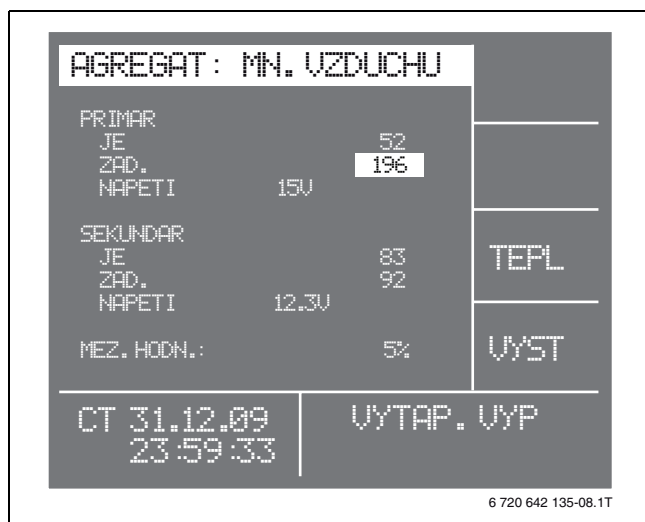 AGREGAT: MN. VZDUCHU
PRIMAR
JE 52
ZAD. 196
NAPETI 15V
SEKUNDAR
JE 83
ZAD. 92
NAPETI 12.3V
MEZ. HODN.: 5%
TEPL.
VYST
CT 31.12.09
23:59:33
VYTAP. VYP
6 720 642 135-08.1T